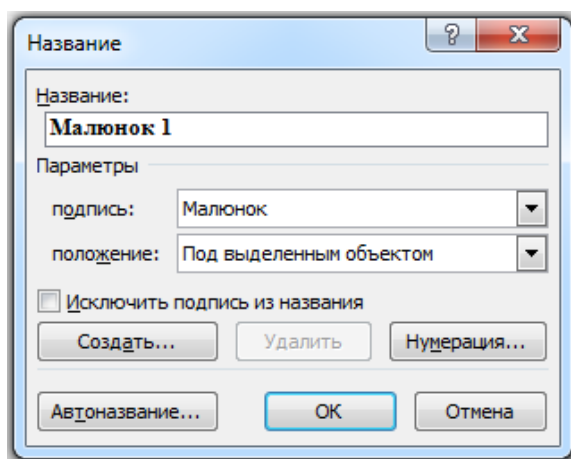 Название
Название:
Малюнок 1
Параметры
подпись: Малюнок
положение: Под выделенным объектом
Исключить подпись из названия
Создать... Удалить Нумерация...
Автоназвание... ОК Отмена